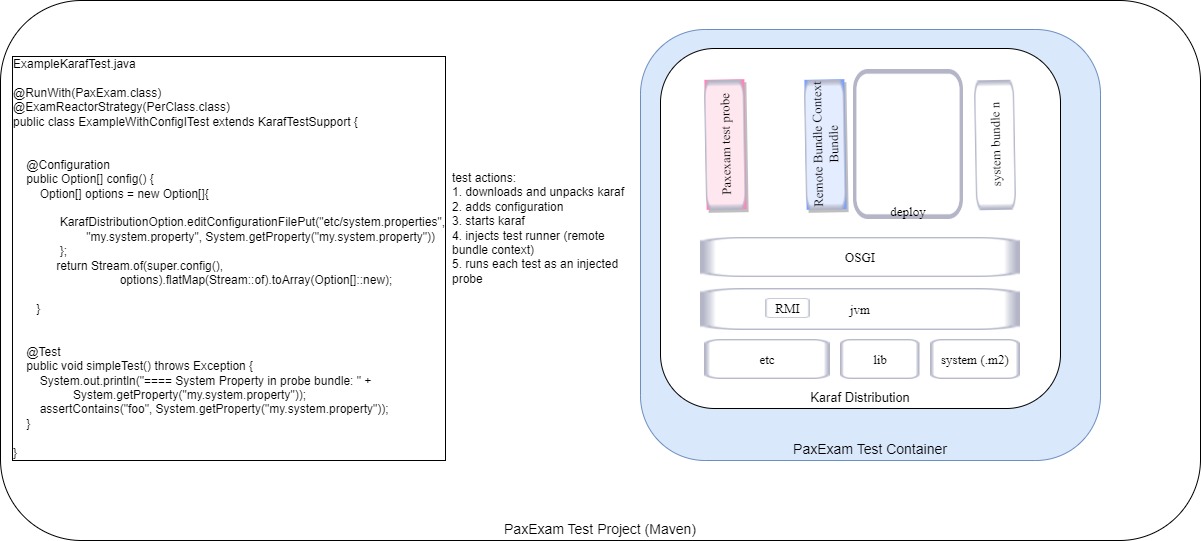 ExampleKarafTest.java
@RunWith(PaxExam.class)
@ExamReactorStrategy(PerClass.class)
public class ExampleWithConfigITest extends KarafTestSupport {
@Configuration
public Option[] config() {
Option[] options = new Option[]{
KarafDistributionOption.editConfigurationFilePut("etc/system.properties",
"my.system.property", System.getProperty("my.system.property"))
};
return Stream.of(super.config(),
options).flatMap(Stream::of).toArray(Option[]::new);
}
@Test
public void simpleTest() throws Exception {
System.out.println("==== System Property in probe bundle: " +
System.getProperty("my.system.property"));
assertContains("foo", System.getProperty("my.system.property"));
}
}
test actions:
1. downloads and unpacks karaf
2. adds configuration
3. starts karaf
4. injects test runner (remote
bundle context)
5. runs each test as an injected
probe
Paxexam test probe
Remote Bundle Context
Bundle
deploy
system bundle n
OSGI
RMI
jvm
etc
lib
system (.m2)
Karaf Distribution
PaxExam Test Container
PaxExam Test Project (Maven)